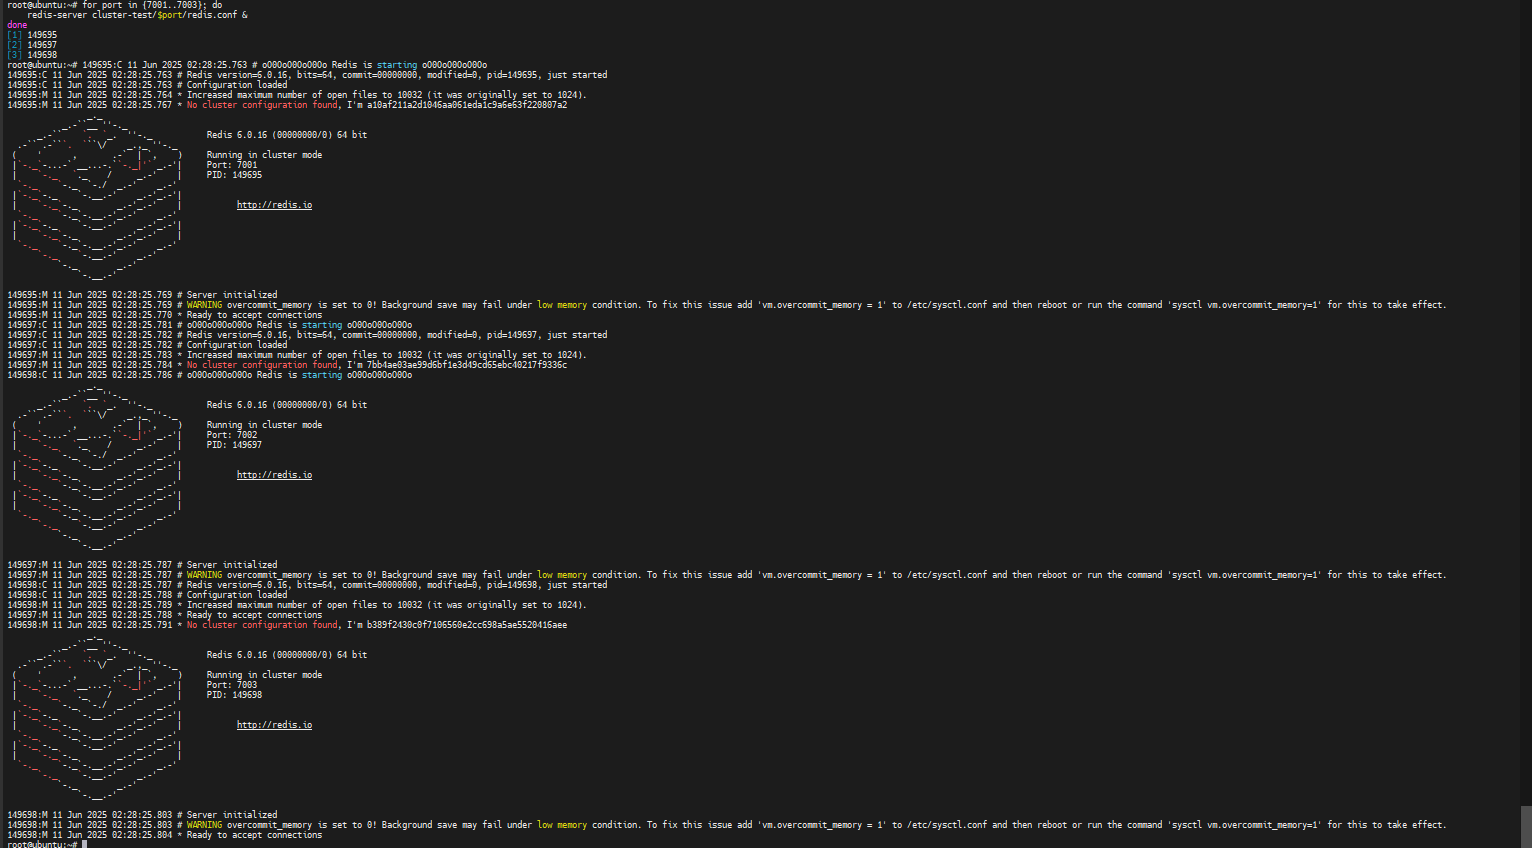 root@ubuntu:~# for port in {7001..7003}; do
    redis-server cluster-test/$port/redis.conf &
done
[1] 149695
[2] 149697
[3] 149698
root@ubuntu:~# 149695:C 11 Jun 2025 02:28:25.763 # oO0OoO0OoO0Oo Redis is starting oO0OoO0OoO0Oo
149695:C 11 Jun 2025 02:28:25.763 # Redis version=6.0.16, bits=64, commit=00000000, modified=0, pid=149695, just started
149695:C 11 Jun 2025 02:28:25.763 # Configuration loaded
149695:M 11 Jun 2025 02:28:25.764 * Increased maximum number of open files to 10032 (it was originally set to 1024).
149695:M 11 Jun 2025 02:28:25.767 * No cluster configuration found, I'm a10af211a2d1046aa061eda1c9a6e63f220807a2
Redis 6.0.16 (00000000/0) 64 bit
Running in cluster mode
Port: 7001
PID: 149695
http://redis.io
149695:M 11 Jun 2025 02:28:25.769 # Server initialized
149695:M 11 Jun 2025 02:28:25.769 # WARNING overcommit_memory is set to 0! Background save may fail under low memory condition. To fix this issue add 'vm.overcommit_memory = 1' to /etc/sysctl.conf and then reboot or run the command 'sysctl vm.overcommit_memory=1' for this to take effect.
149695:M 11 Jun 2025 02:28:25.770 * Ready to accept connections
149697:C 11 Jun 2025 02:28:25.781 # oO0OoO0OoO0Oo Redis is starting oO0OoO0OoO0Oo
149697:C 11 Jun 2025 02:28:25.782 # Redis version=6.0.16, bits=64, commit=00000000, modified=0, pid=149697, just started
149697:C 11 Jun 2025 02:28:25.782 # Configuration loaded
149697:M 11 Jun 2025 02:28:25.783 * Increased maximum number of open files to 10032 (it was originally set to 1024).
149697:M 11 Jun 2025 02:28:25.784 * No cluster configuration found, I'm 7bb4ae03ae99d6bf1e3d49cd65ebc40217f9336c
149698:C 11 Jun 2025 02:28:25.786 # oO0OoO0OoO0Oo Redis is starting oO0OoO0OoO0Oo
Redis 6.0.16 (00000000/0) 64 bit
Running in cluster mode
Port: 7002
PID: 149697
http://redis.io
149697:M 11 Jun 2025 02:28:25.787 # Server initialized
149697:M 11 Jun 2025 02:28:25.787 # WARNING overcommit_memory is set to 0! Background save may fail under low memory condition. To fix this issue add 'vm.overcommit_memory = 1' to /etc/sysctl.conf and then reboot or run the command 'sysctl vm.overcommit_memory=1' for this to take effect.
149698:C 11 Jun 2025 02:28:25.787 # Redis version=6.0.16, bits=64, commit=00000000, modified=0, pid=149698, just started
149698:C 11 Jun 2025 02:28:25.788 # Configuration loaded
149698:M 11 Jun 2025 02:28:25.789 * Increased maximum number of open files to 10032 (it was originally set to 1024).
149697:M 11 Jun 2025 02:28:25.788 * Ready to accept connections
149698:M 11 Jun 2025 02:28:25.791 * No cluster configuration found, I'm b389f2430c0f7106560e2cc698a5ae5520416aee
Redis 6.0.16 (00000000/0) 64 bit
Running in cluster mode
Port: 7003
PID: 149698
http://redis.io
149698:M 11 Jun 2025 02:28:25.803 # Server initialized
149698:M 11 Jun 2025 02:28:25.803 # WARNING overcommit_memory is set to 0! Background save may fail under low memory condition. To fix this issue add 'vm.overcommit_memory = 1' to /etc/sysctl.conf and then reboot or run the command 'sysctl vm.overcommit_memory=1' for this to take effect.
149698:M 11 Jun 2025 02:28:25.804 * Ready to accept connections
root@ubuntu:~#